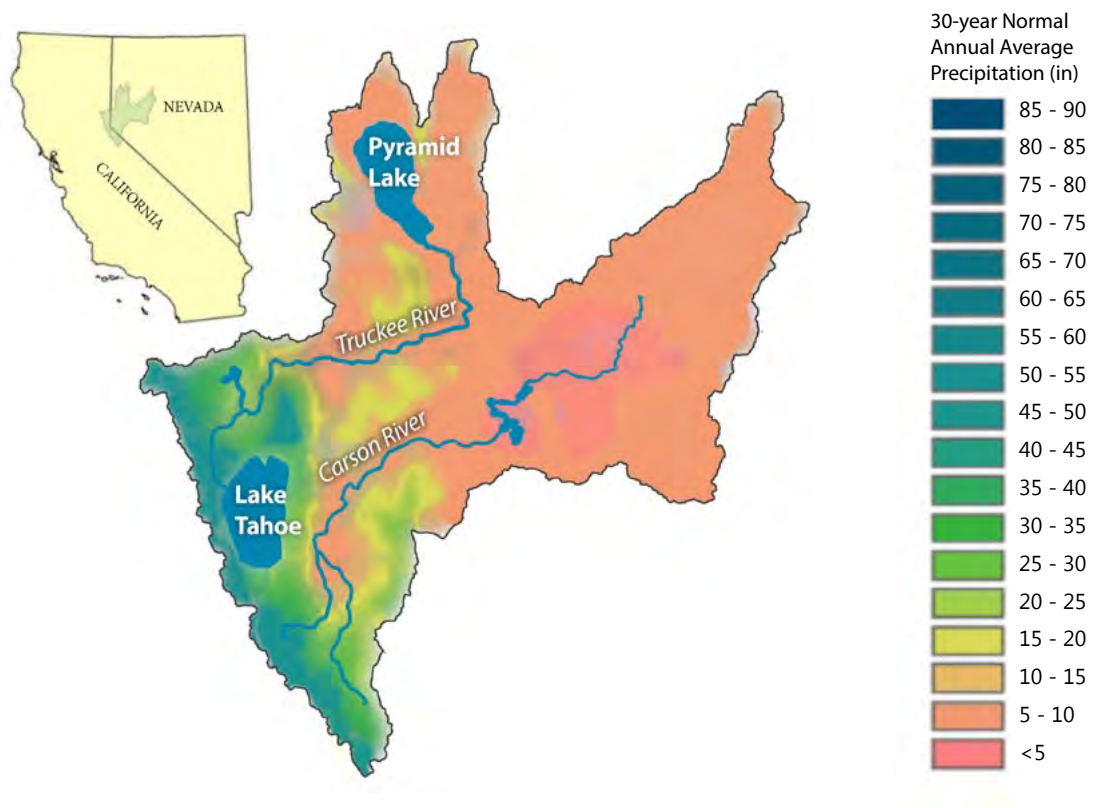 NEVADA
CALIFORNIA
Pyramid
Lake
Truckee River
Carson River
Lake
Tahoe
30-year Normal
Annual Average
Precipitation (in)
85 - 90
80 - 85
75 - 80
70 - 75
65 - 70
60 - 65
55 - 60
50 - 55
45 - 50
40 - 45
35 - 40
30 - 35
25 - 30
20 - 25
15 - 20
10 - 15
5 - 10
<5